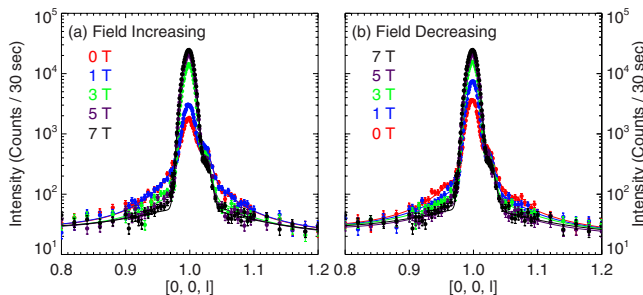 (a) Field Increasing
0 T
1 T
3 T
5 T
7 T
Intensity (Counts / 30 sec)
10^5
10^4
10^3
10^2
10^1
0.8 0.9 1.0 1.1 1.2
[0, 0, l]
(b) Field Decreasing
7 T
5 T
3 T
1 T
0 T
10^5
10^4
10^3
10^2
10^1
Intensity (Counts / 30 sec)
0.8 0.9 1.0 1.1 1.2
[0, 0, l]